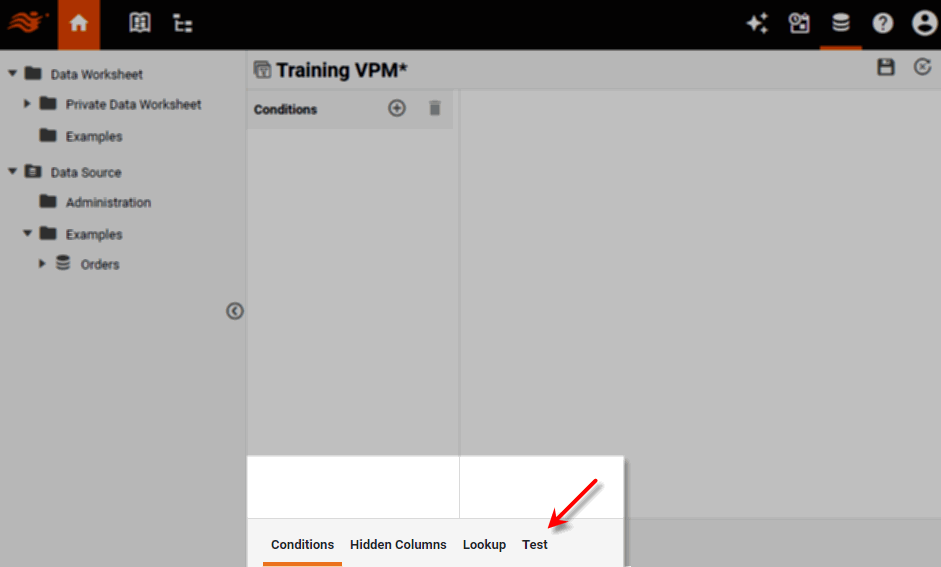 Data Worksheet
Private Data Worksheet
Examples
Data Source
Administration
Examples
Orders
Training VPM*
Conditions
Conditions Hidden Columns Lookup Test